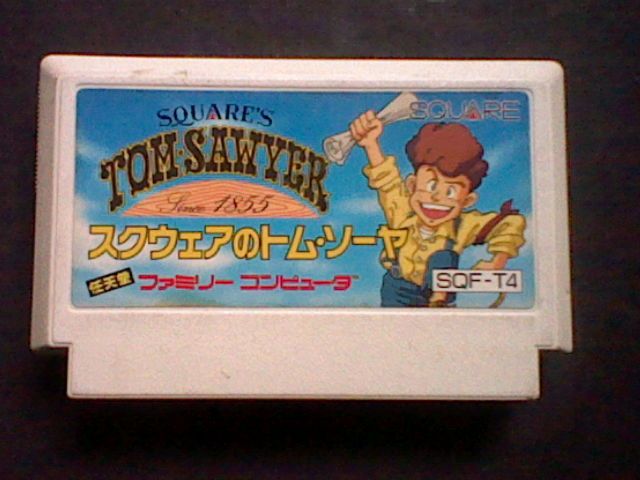 SQUARE'S
SQUARE
TOM·SAWYER
Since 1855
スクウェアのトム・ソーヤ
任天堂 ファミリー コンピュータ
SQF-T4